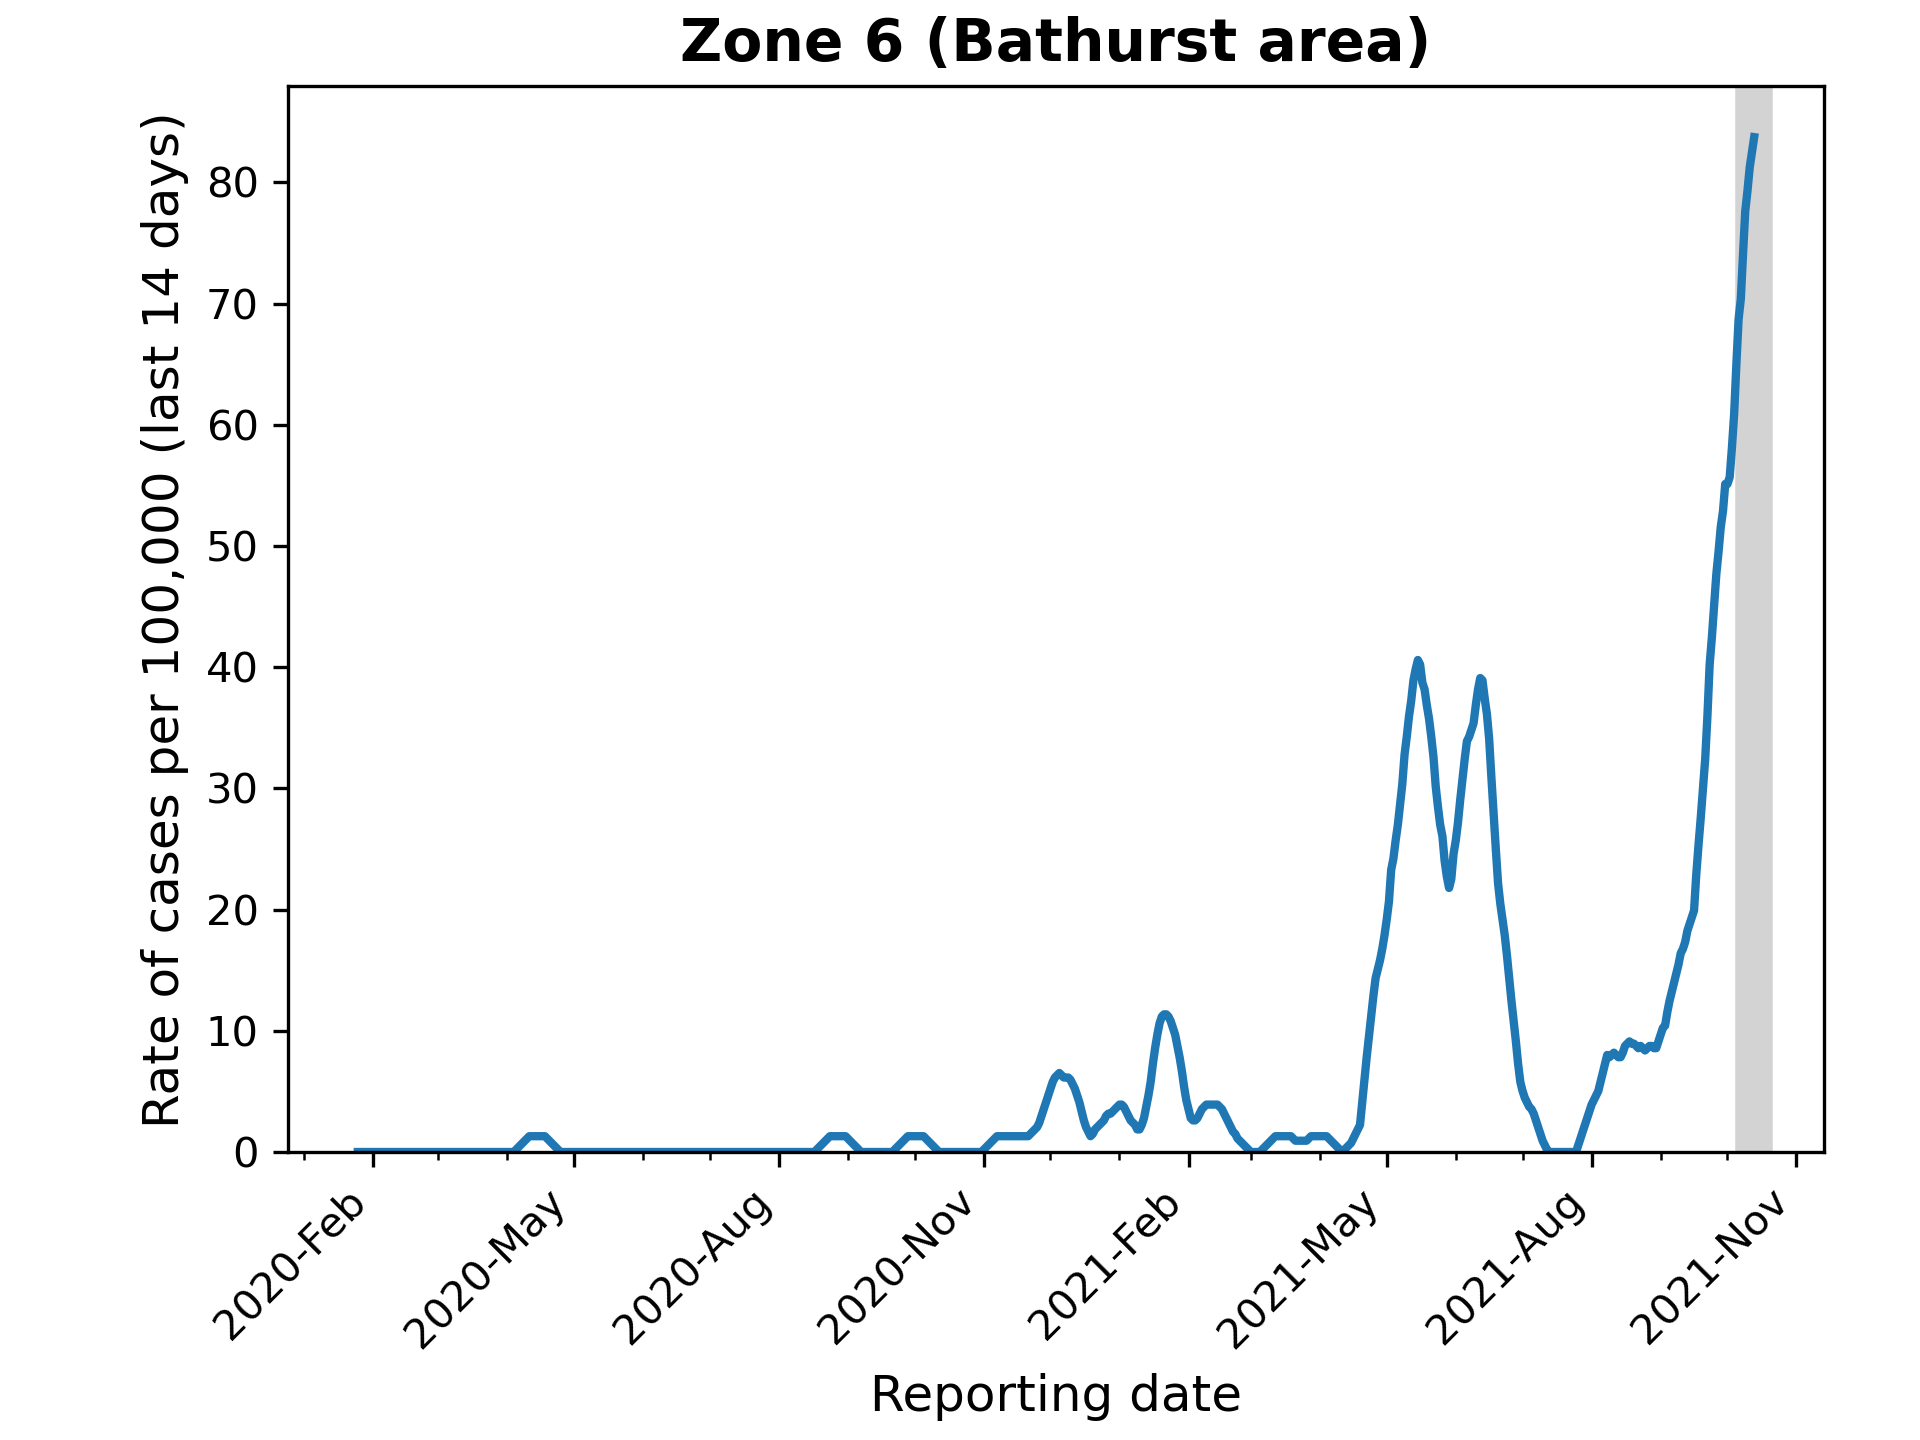 Zone 6 (Bathurst area)
Rate of cases per 100,000 (last 14 days)
80
70
60
50
40
30
20
10
0
2020-Feb
2020-May
2020-Aug
2020-Nov
2021-Feb
2021-May
2021-Aug
2021-Nov
Reporting date